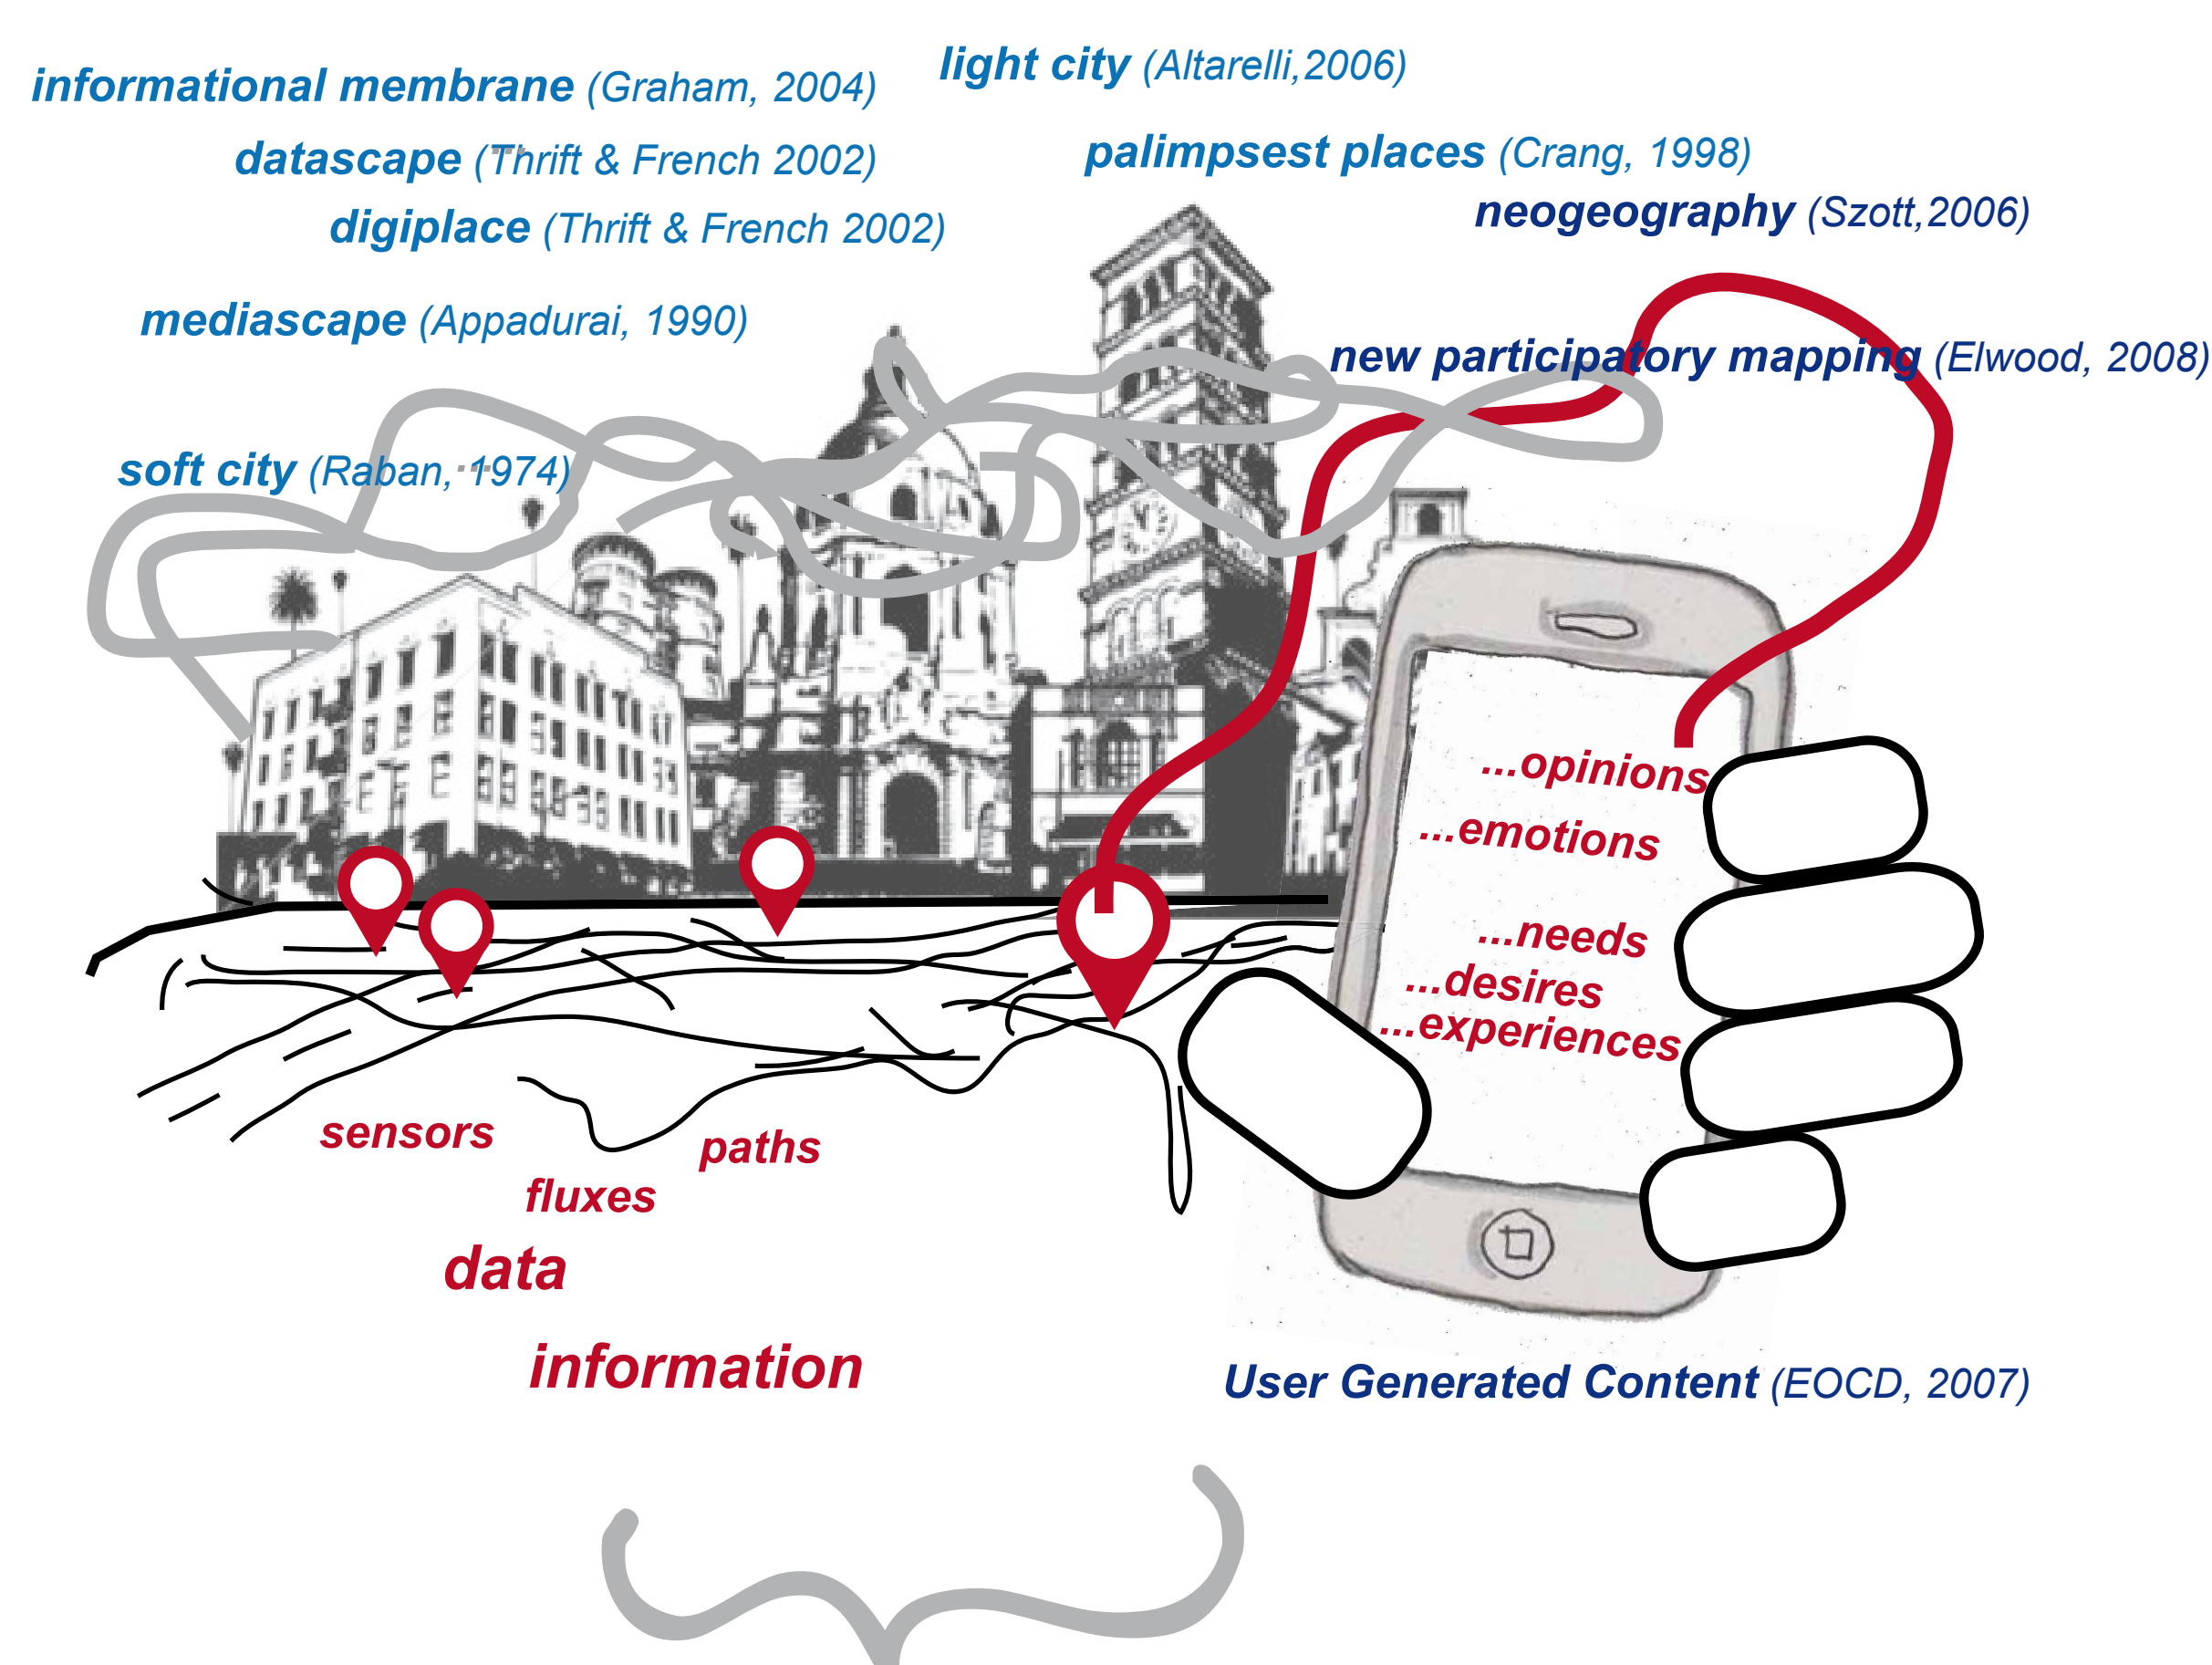 informational membrane (Graham, 2004)
light city (Altarelli,2006)
datascape (Thrift & French 2002)
palimpsest places (Crang, 1998)
digiplace (Thrift & French 2002)
neogeography (Szott,2006)
mediascape (Appadurai, 1990)
new participatory mapping (Elwood, 2008)
soft city (Raban, 1974)
...opinions
...emotions
...needs
...desires
...experiences
sensors
paths
fluxes
data
information
User Generated Content (EOCD, 2007)